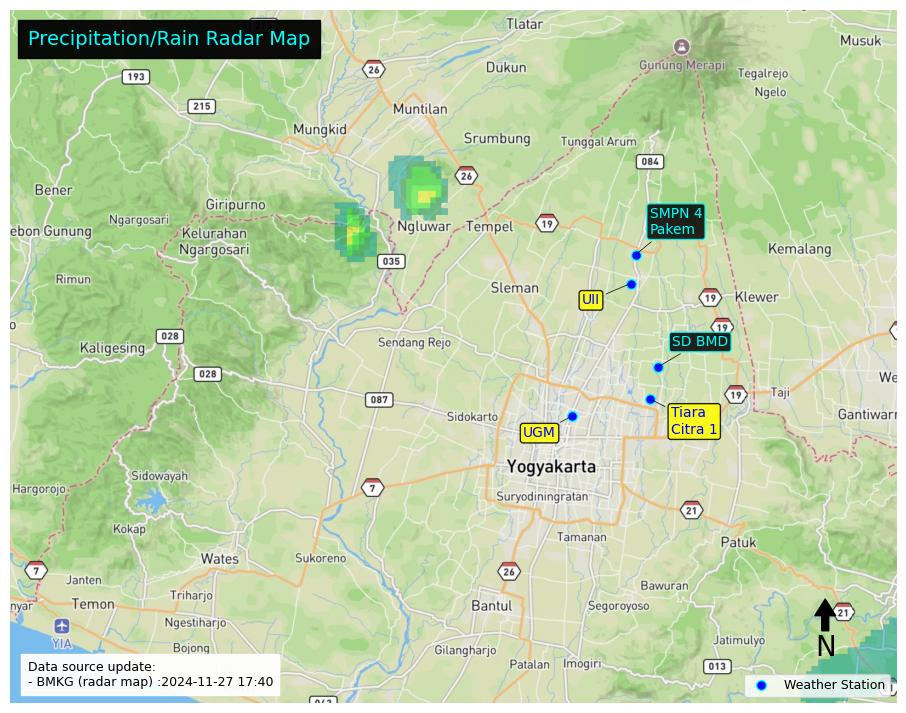 Precipitation/Rain Radar Map
Tlatar
Musuk
26
193
Dukun
Gunung Merapi
Tegalrejo
Ngelo
215
Muntilan
Mungkid
Srumbung
Tunggal Arum
084
26
Bener
Giripurno
Ngargosari
ebon Gunung
Kelurahan
Ngargosari
Ngluwar
Tempel
26
SMPN 4
Pakem
Kemalang
035
Rimun
Sleman
UII
19
Klewer
19
028
Kaligesing
Sendang Rejo
SD BMD
028
087
19
Taji
We
Sidokarto
Tiara
Citra 1
Gantiwarn
UGM
Yogyakarta
Sidowayah
Hargorojo
7
Suryodiningratan
21
Kokap
Tamanan
Patuk
Wates
Sukoreno
7
26
Janten
Bawuran
Triharjo
nyar
Temon
Bantul
Segoroyoso
21
Ngestiharjo
YIA
Jatimulyo
N
Bojong
Gilangharjo
Patalan
Imogiri
013
Data source update:
- BMKG (radar map) :2024-11-27 17:40
Weather Station